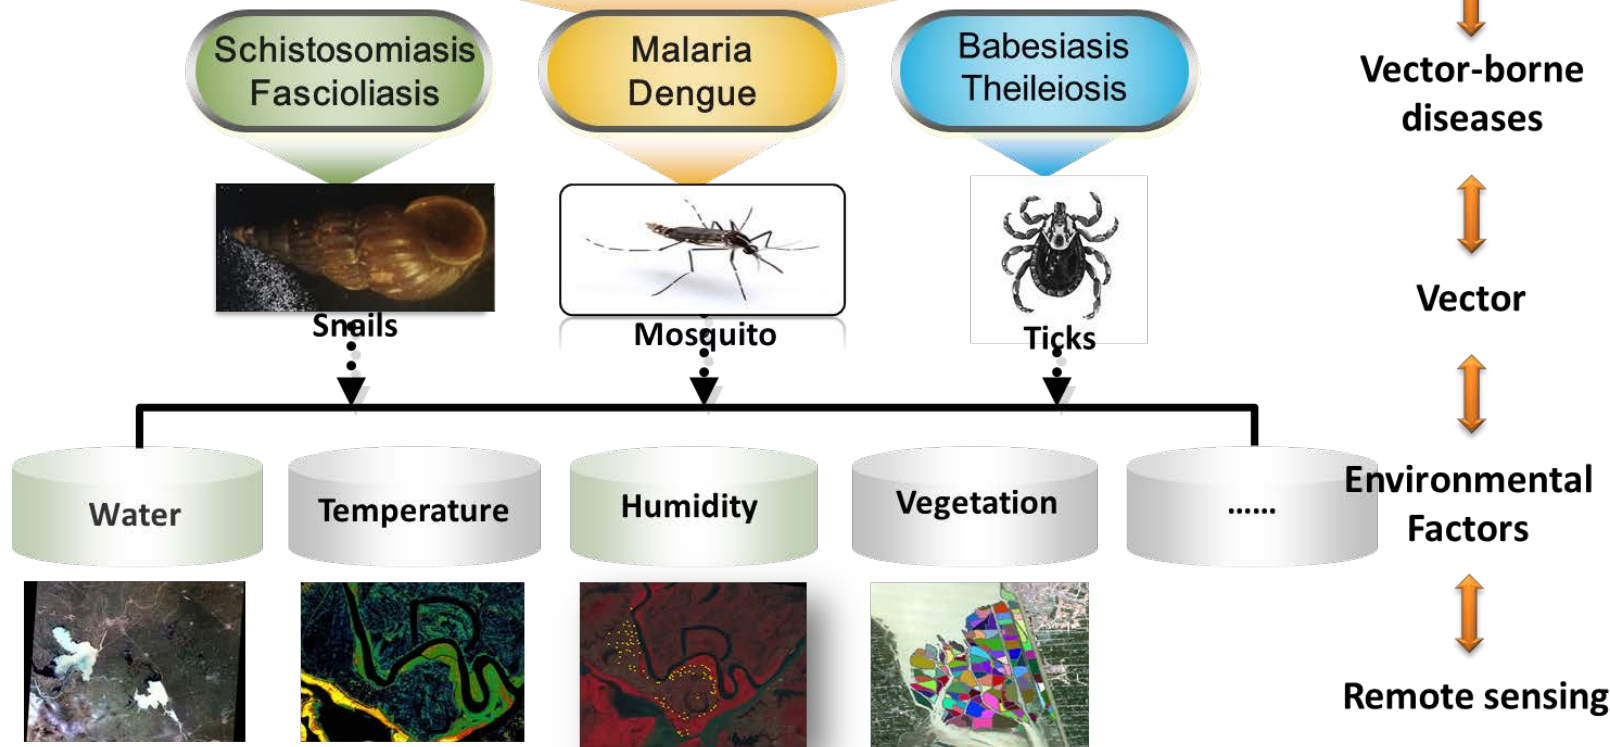 Schistosomiasis
Fascioliasis
Malaria
Dengue
Babesiasis
Theileiosis
Vector-borne
diseases
Snails
Mosquito
Ticks
Vector
Water
Temperature
Humidity
Vegetation
......
Environmental
Factors
Remote sensing